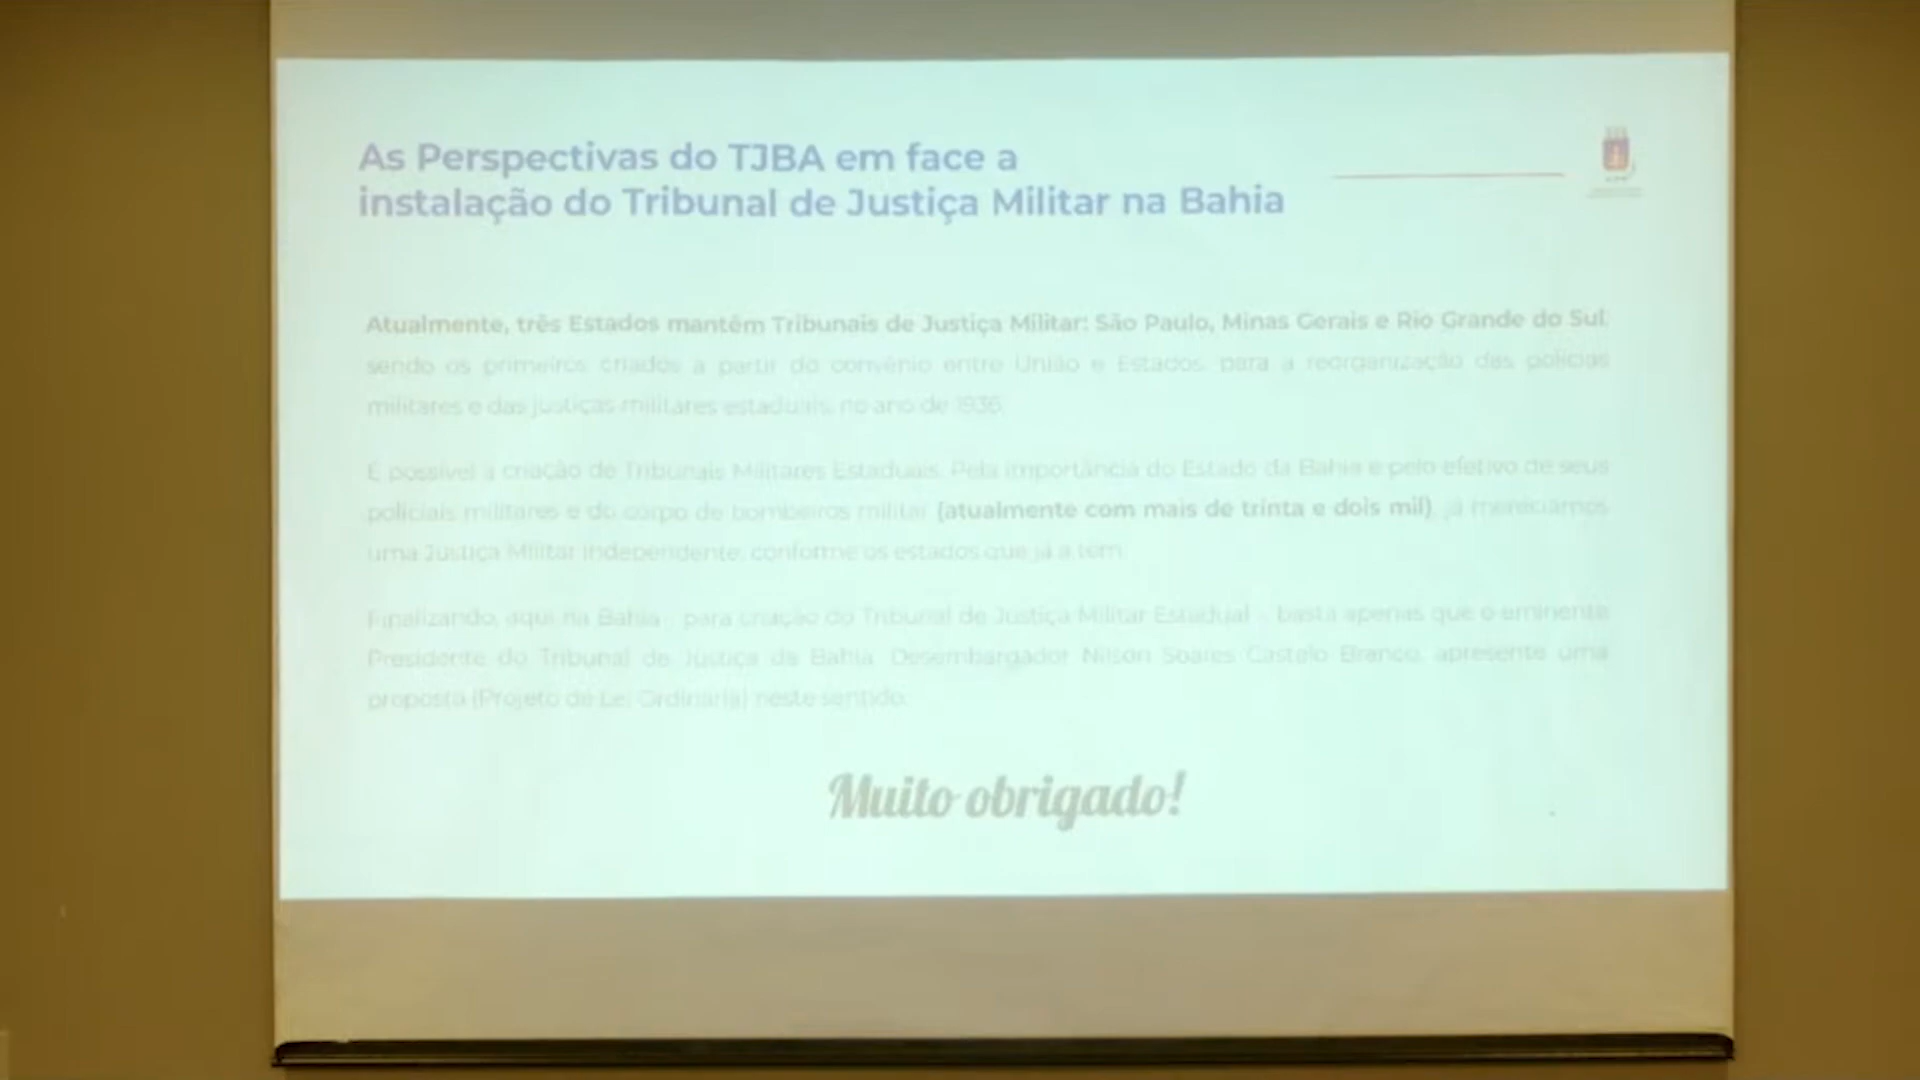 As Perspectivas do TJBA em face a
instalação do Tribunal de Justiça Militar na Bahia
Atualmente, três Estados mantém Tribunais de Justiça Militar: São Paulo, Minas Gerais e Rio Grande do Sul,
sendo os primeiros criados a partir do convênio entre União e Estados, para a reorganização das polícias
militares e das justiças militares estaduais, no ano de 1936.
É possível a criação de Tribunais Militares Estaduais. Pela importância do Estado da Bahia e pelo efetivo de seus
policiais militares e do corpo de bombeiros militar (atualmente com mais de trinta e dois mil), já merecíamos
uma Justiça Militar independente, conforme os estados que já a tem.
Finalizando, aqui na Bahia - para criação do Tribunal de Justiça Militar Estadual - basta apenas que o eminente
Presidente do Tribunal de Justiça da Bahia, Desembargador Nilson Soares Castelo Branco, apresente uma
proposta (Projeto de Lei Ordinária) neste sentido.
Muito obrigado!